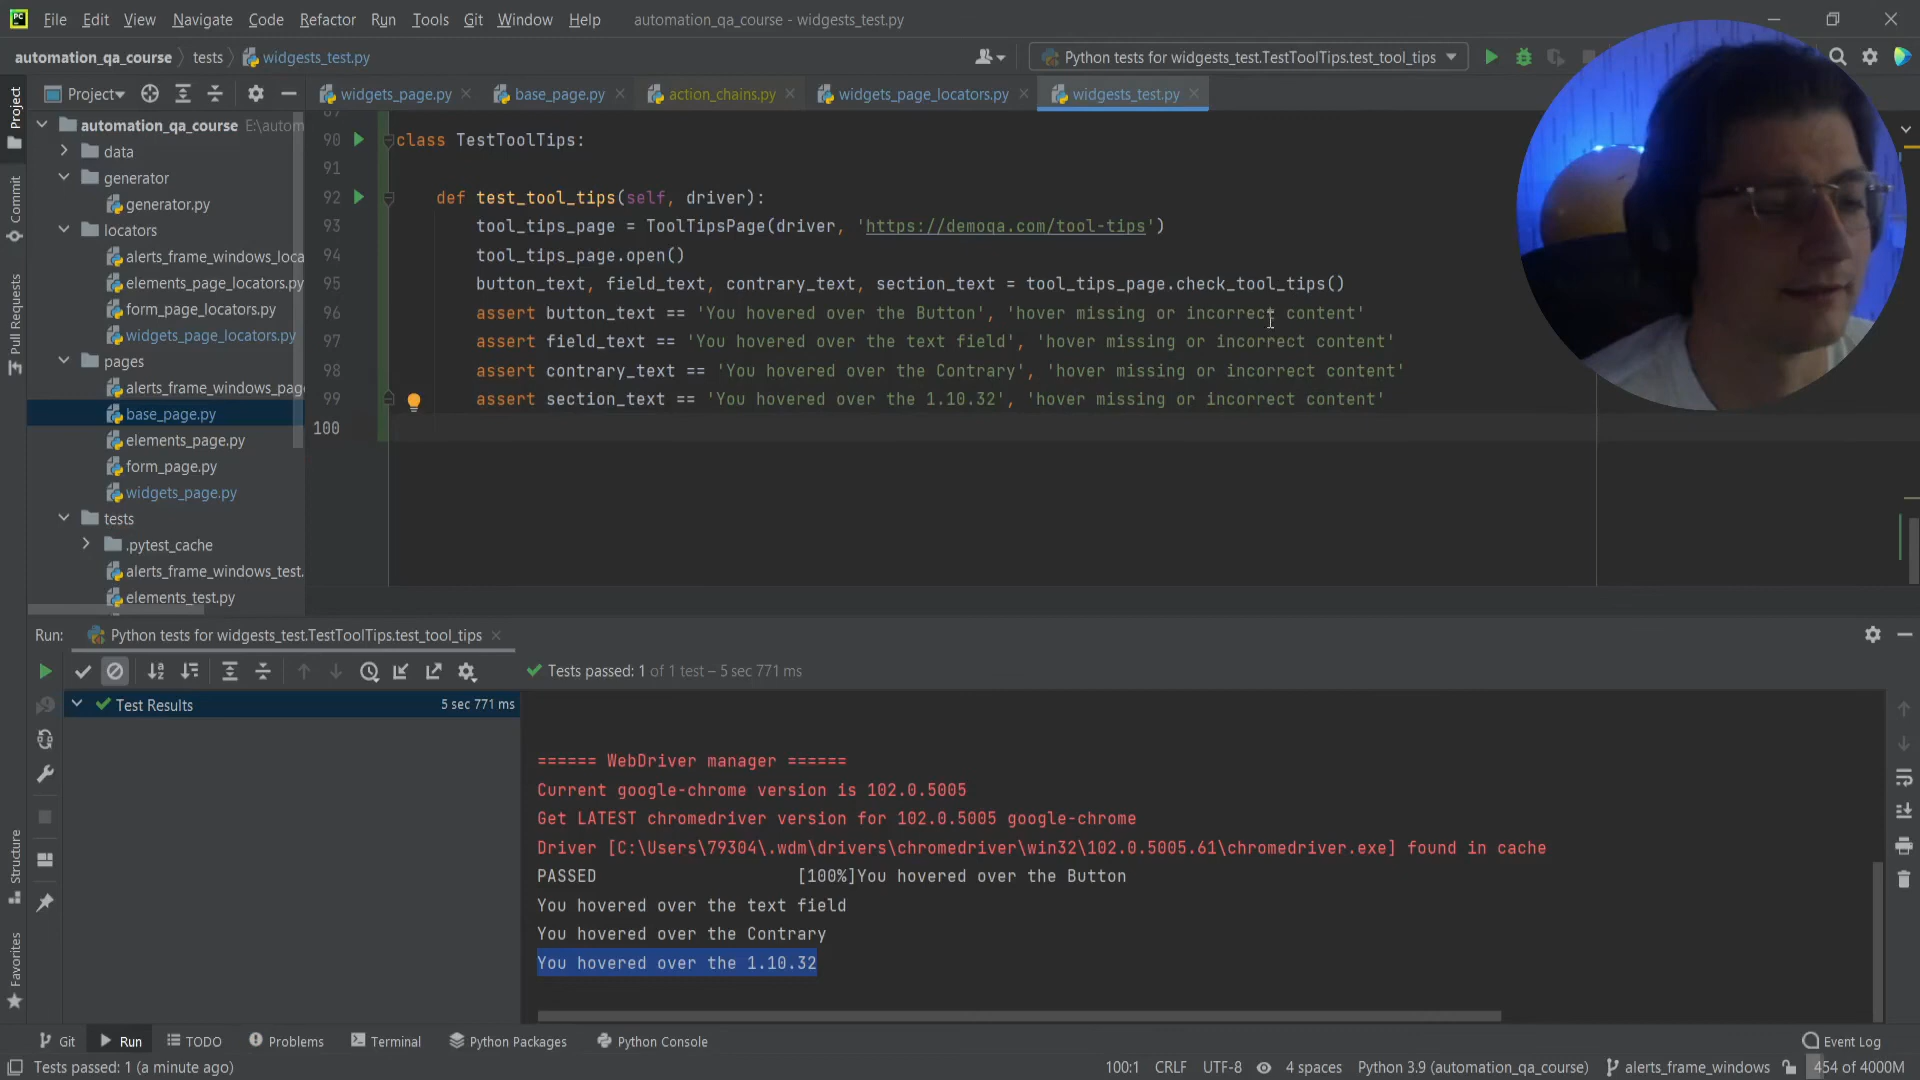 File Edit View Navigate Code Refactor Run Tools Git Window Help automation_qa_course - widgests_test.py
automation_qa_course tests widgests_test.py
Python tests for widgests_test.TestToolTips.test_tool_tips
Project
widgets_page.py base_page.py action_chains.py widgets_page_locators.py widgests_test.py
automation_qa_course E:\autom
data
generator
generator.py
locators
alerts_frame_windows_loca
elements_page_locators.py
form_page_locators.py
widgets_page_locators.py
pages
alerts_frame_windows_pag
base_page.py
elements_page.py
form_page.py
widgets_page.py
tests
.pytest_cache
alerts_frame_windows_test.
elements_test.py
Project
Commit
Pull Requests
Structure
Favorites
90 class TestToolTips:
91
92 def test_tool_tips(self, driver):
93 tool_tips_page = ToolTipsPage(driver, 'https://demoqa.com/tool-tips')
94 tool_tips_page.open()
95 button_text, field_text, contrary_text, section_text = tool_tips_page.check_tool_tips()
96 assert button_text == 'You hovered over the Button', 'hover missing or incorrect content'
97 assert field_text == 'You hovered over the text field', 'hover missing or incorrect content'
98 assert contrary_text == 'You hovered over the Contrary', 'hover missing or incorrect content'
99 assert section_text == 'You hovered over the 1.10.32', 'hover missing or incorrect content'
100
Run: Python tests for widgests_test.TestToolTips.test_tool_tips
Tests passed: 1 of 1 test – 5 sec 771 ms
Test Results 5 sec 771 ms
====== WebDriver manager ======
Current google-chrome version is 102.0.5005
Get LATEST chromedriver version for 102.0.5005 google-chrome
Driver [C:\Users\79304\.wdm\drivers\chromedriver\win32\102.0.5005.61\chromedriver.exe] found in cache
PASSED [100%]You hovered over the Button
You hovered over the text field
You hovered over the Contrary
You hovered over the 1.10.32
Git Run TODO Problems Terminal Python Packages Python Console Event Log
Tests passed: 1 (a minute ago) 100:1 CRLF UTF-8 4 spaces Python 3.9 (automation_qa_course) alerts_frame_windows 454 of 4000M